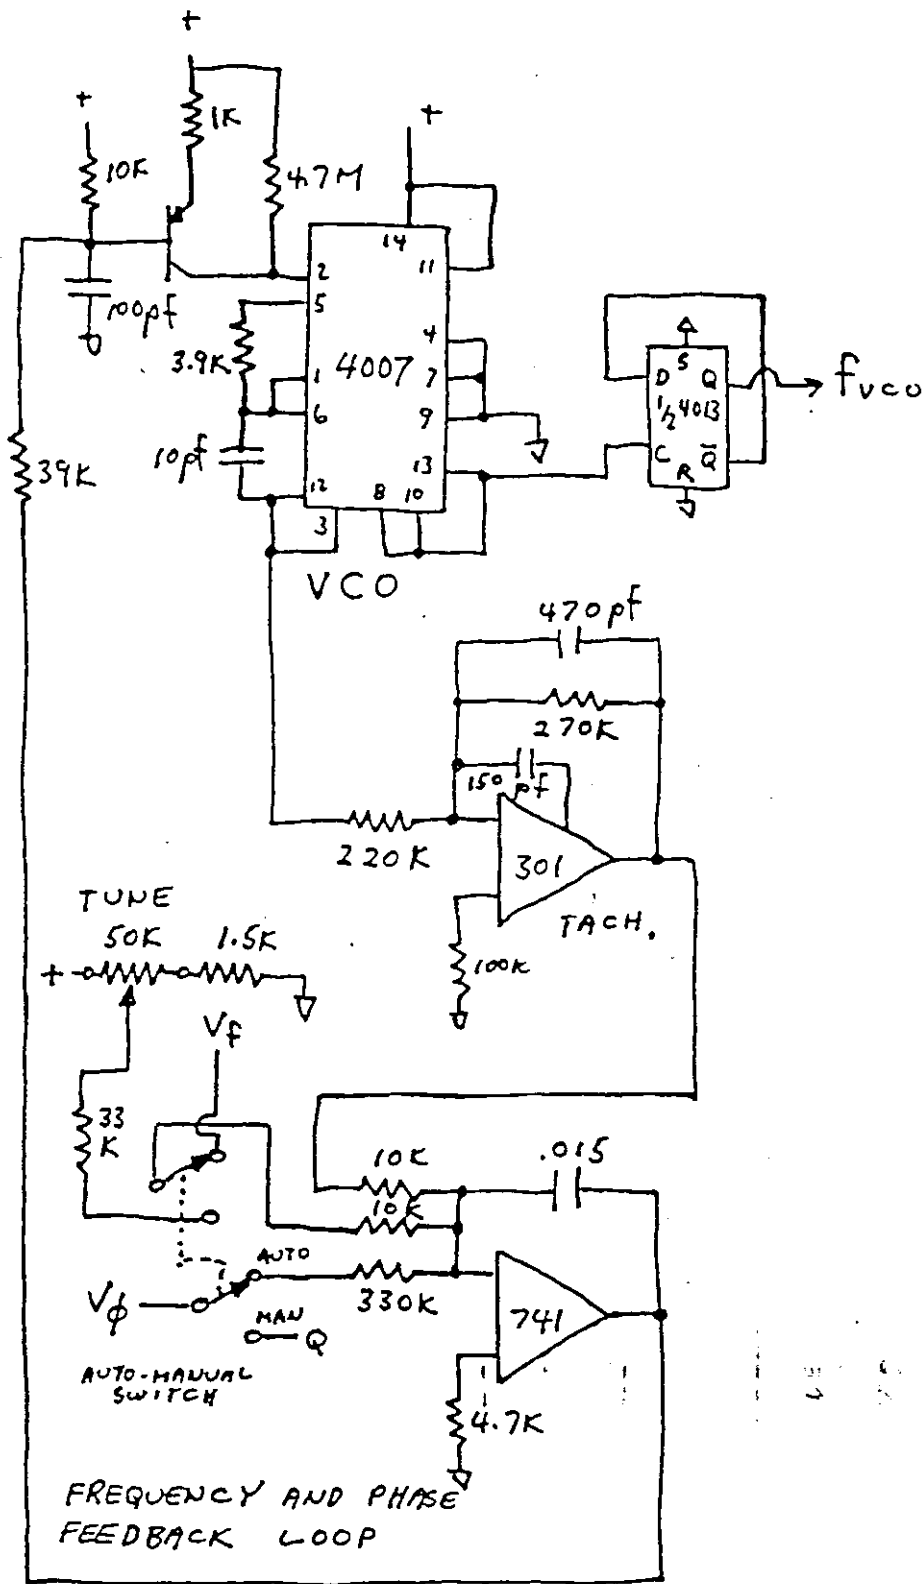 +
+
1K
+
10K
4.7M
14
11
2
100pf
5
4
3.9K
4007
1
7
6
9
10pf
13
12
8
10
3
39K
VCO
S
D
Q
1/2 4013
C
Q̅
R
fvco
470pf
270K
150
pf
220K
301
TACH.
100K
TUNE
50K
1.5K
+
Vf
33
K
10K
.015
10K
AUTO
330K
Vφ
MAN
Q
741
AUTO-MANUAL
SWITCH
4.7K
FREQUENCY AND PHASE
FEEDBACK LOOP